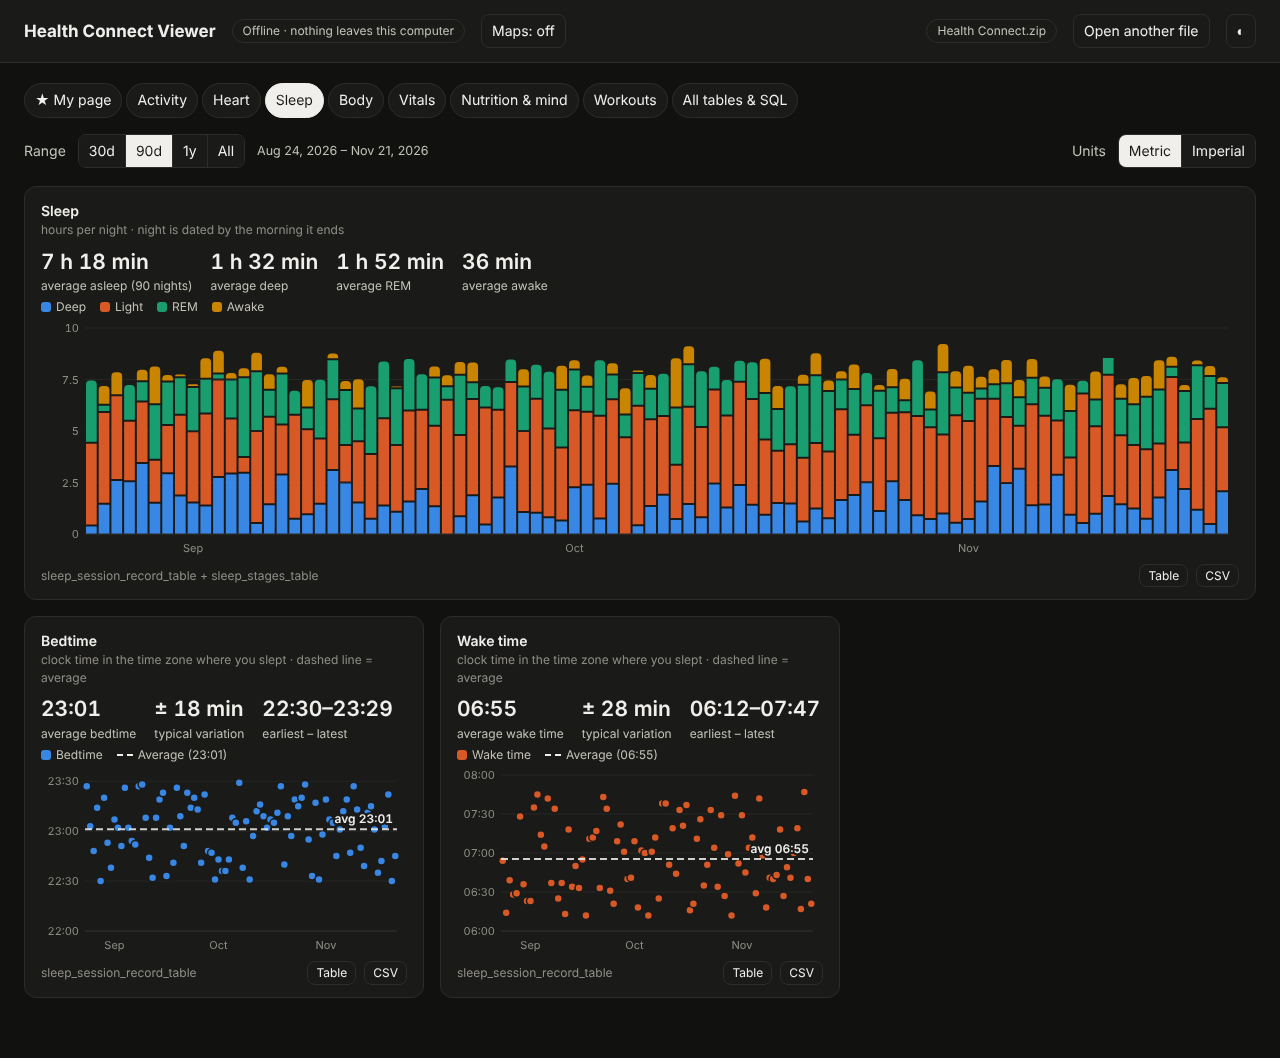 Health Connect Viewer
Offline · nothing leaves this computer
Maps: off
Health Connect.zip
Open another file
★ My page
Activity
Heart
Sleep
Body
Vitals
Nutrition & mind
Workouts
All tables & SQL
Range
30d
90d
1y
All
Aug 24, 2026 – Nov 21, 2026
Units
Metric
Imperial
Sleep
hours per night · night is dated by the morning it ends
7 h 18 min
average asleep (90 nights)
1 h 32 min
average deep
1 h 52 min
average REM
36 min
average awake
Deep
Light
REM
Awake
10
7.5
5
2.5
0
Sep
Oct
Nov
sleep_session_record_table + sleep_stages_table
Table
CSV
Bedtime
clock time in the time zone where you slept · dashed line =
average
23:01
average bedtime
± 18 min
typical variation
22:30–23:29
earliest – latest
Bedtime
Average (23:01)
23:30
23:00
22:30
22:00
avg 23:01
Sep
Oct
Nov
sleep_session_record_table
Table
CSV
Wake time
clock time in the time zone where you slept · dashed line =
average
06:55
average wake time
± 28 min
typical variation
06:12–07:47
earliest – latest
Wake time
Average (06:55)
08:00
07:30
07:00
06:30
06:00
avg 06:55
Sep
Oct
Nov
sleep_session_record_table
Table
CSV